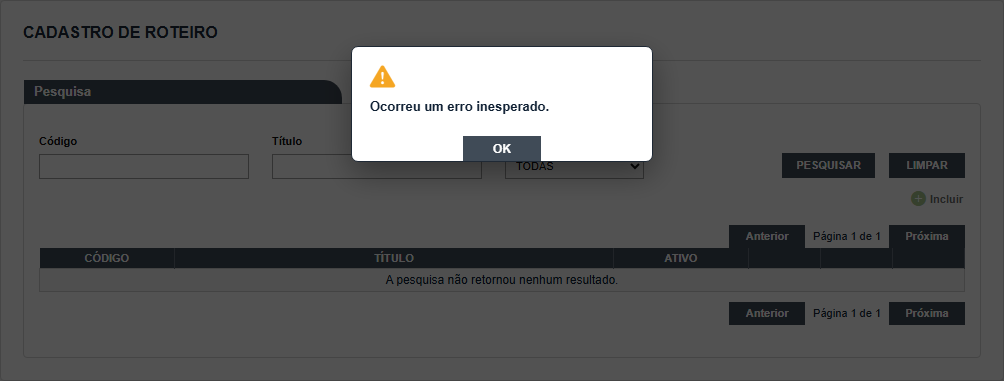 CADASTRO DE ROTEIRO
Ocorreu um erro inesperado.
OK
Pesquisa
Código
Título
TODAS
PESQUISAR
LIMPAR
Incluir
Anterior Página 1 de 1 Próxima
CÓDIGO TÍTULO ATIVO
A pesquisa não retornou nenhum resultado.
Anterior Página 1 de 1 Próxima